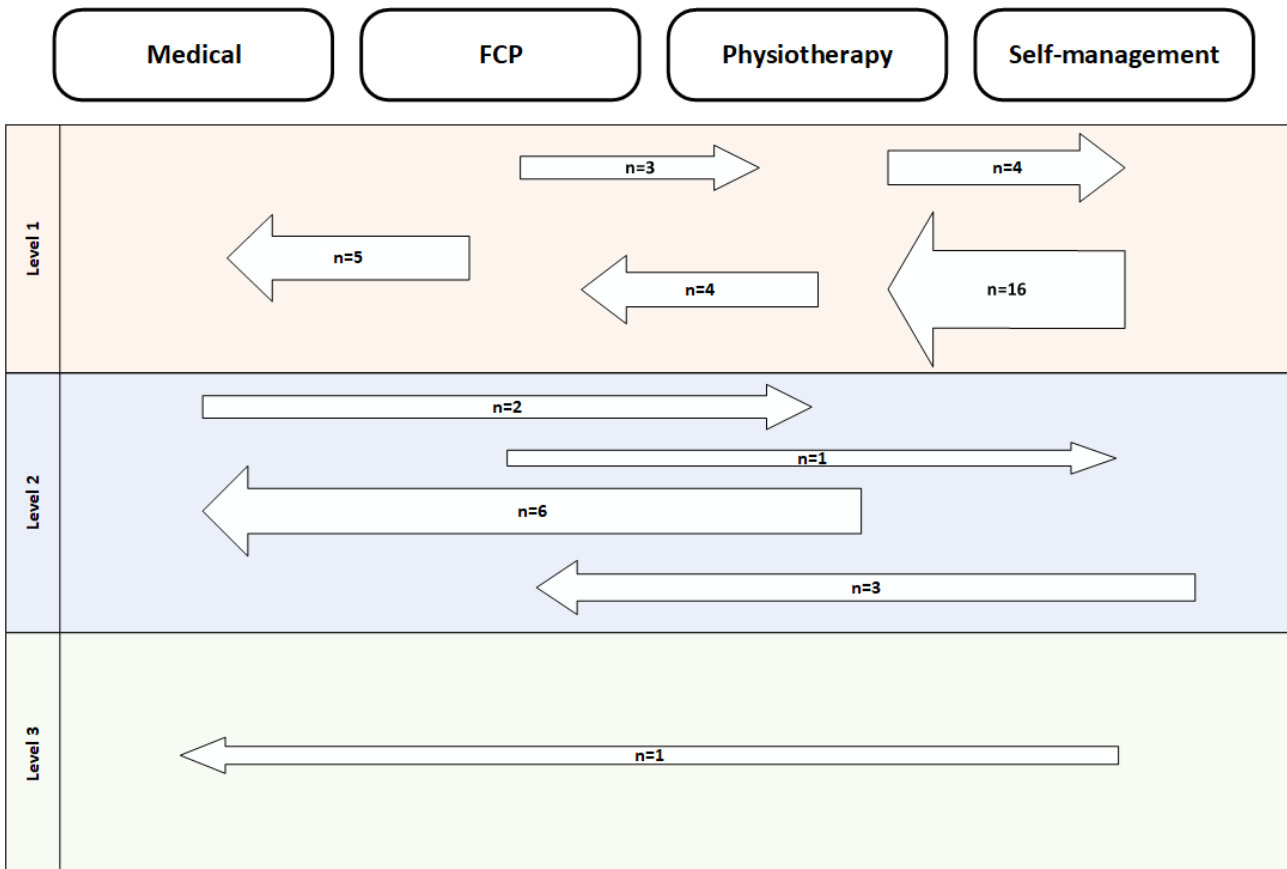 Medical
FCP
Physiotherapy
Self-management
Level 1
n=3
n=4
n=5
n=4
n=16
Level 2
n=2
n=1
n=6
n=3
Level 3
n=1